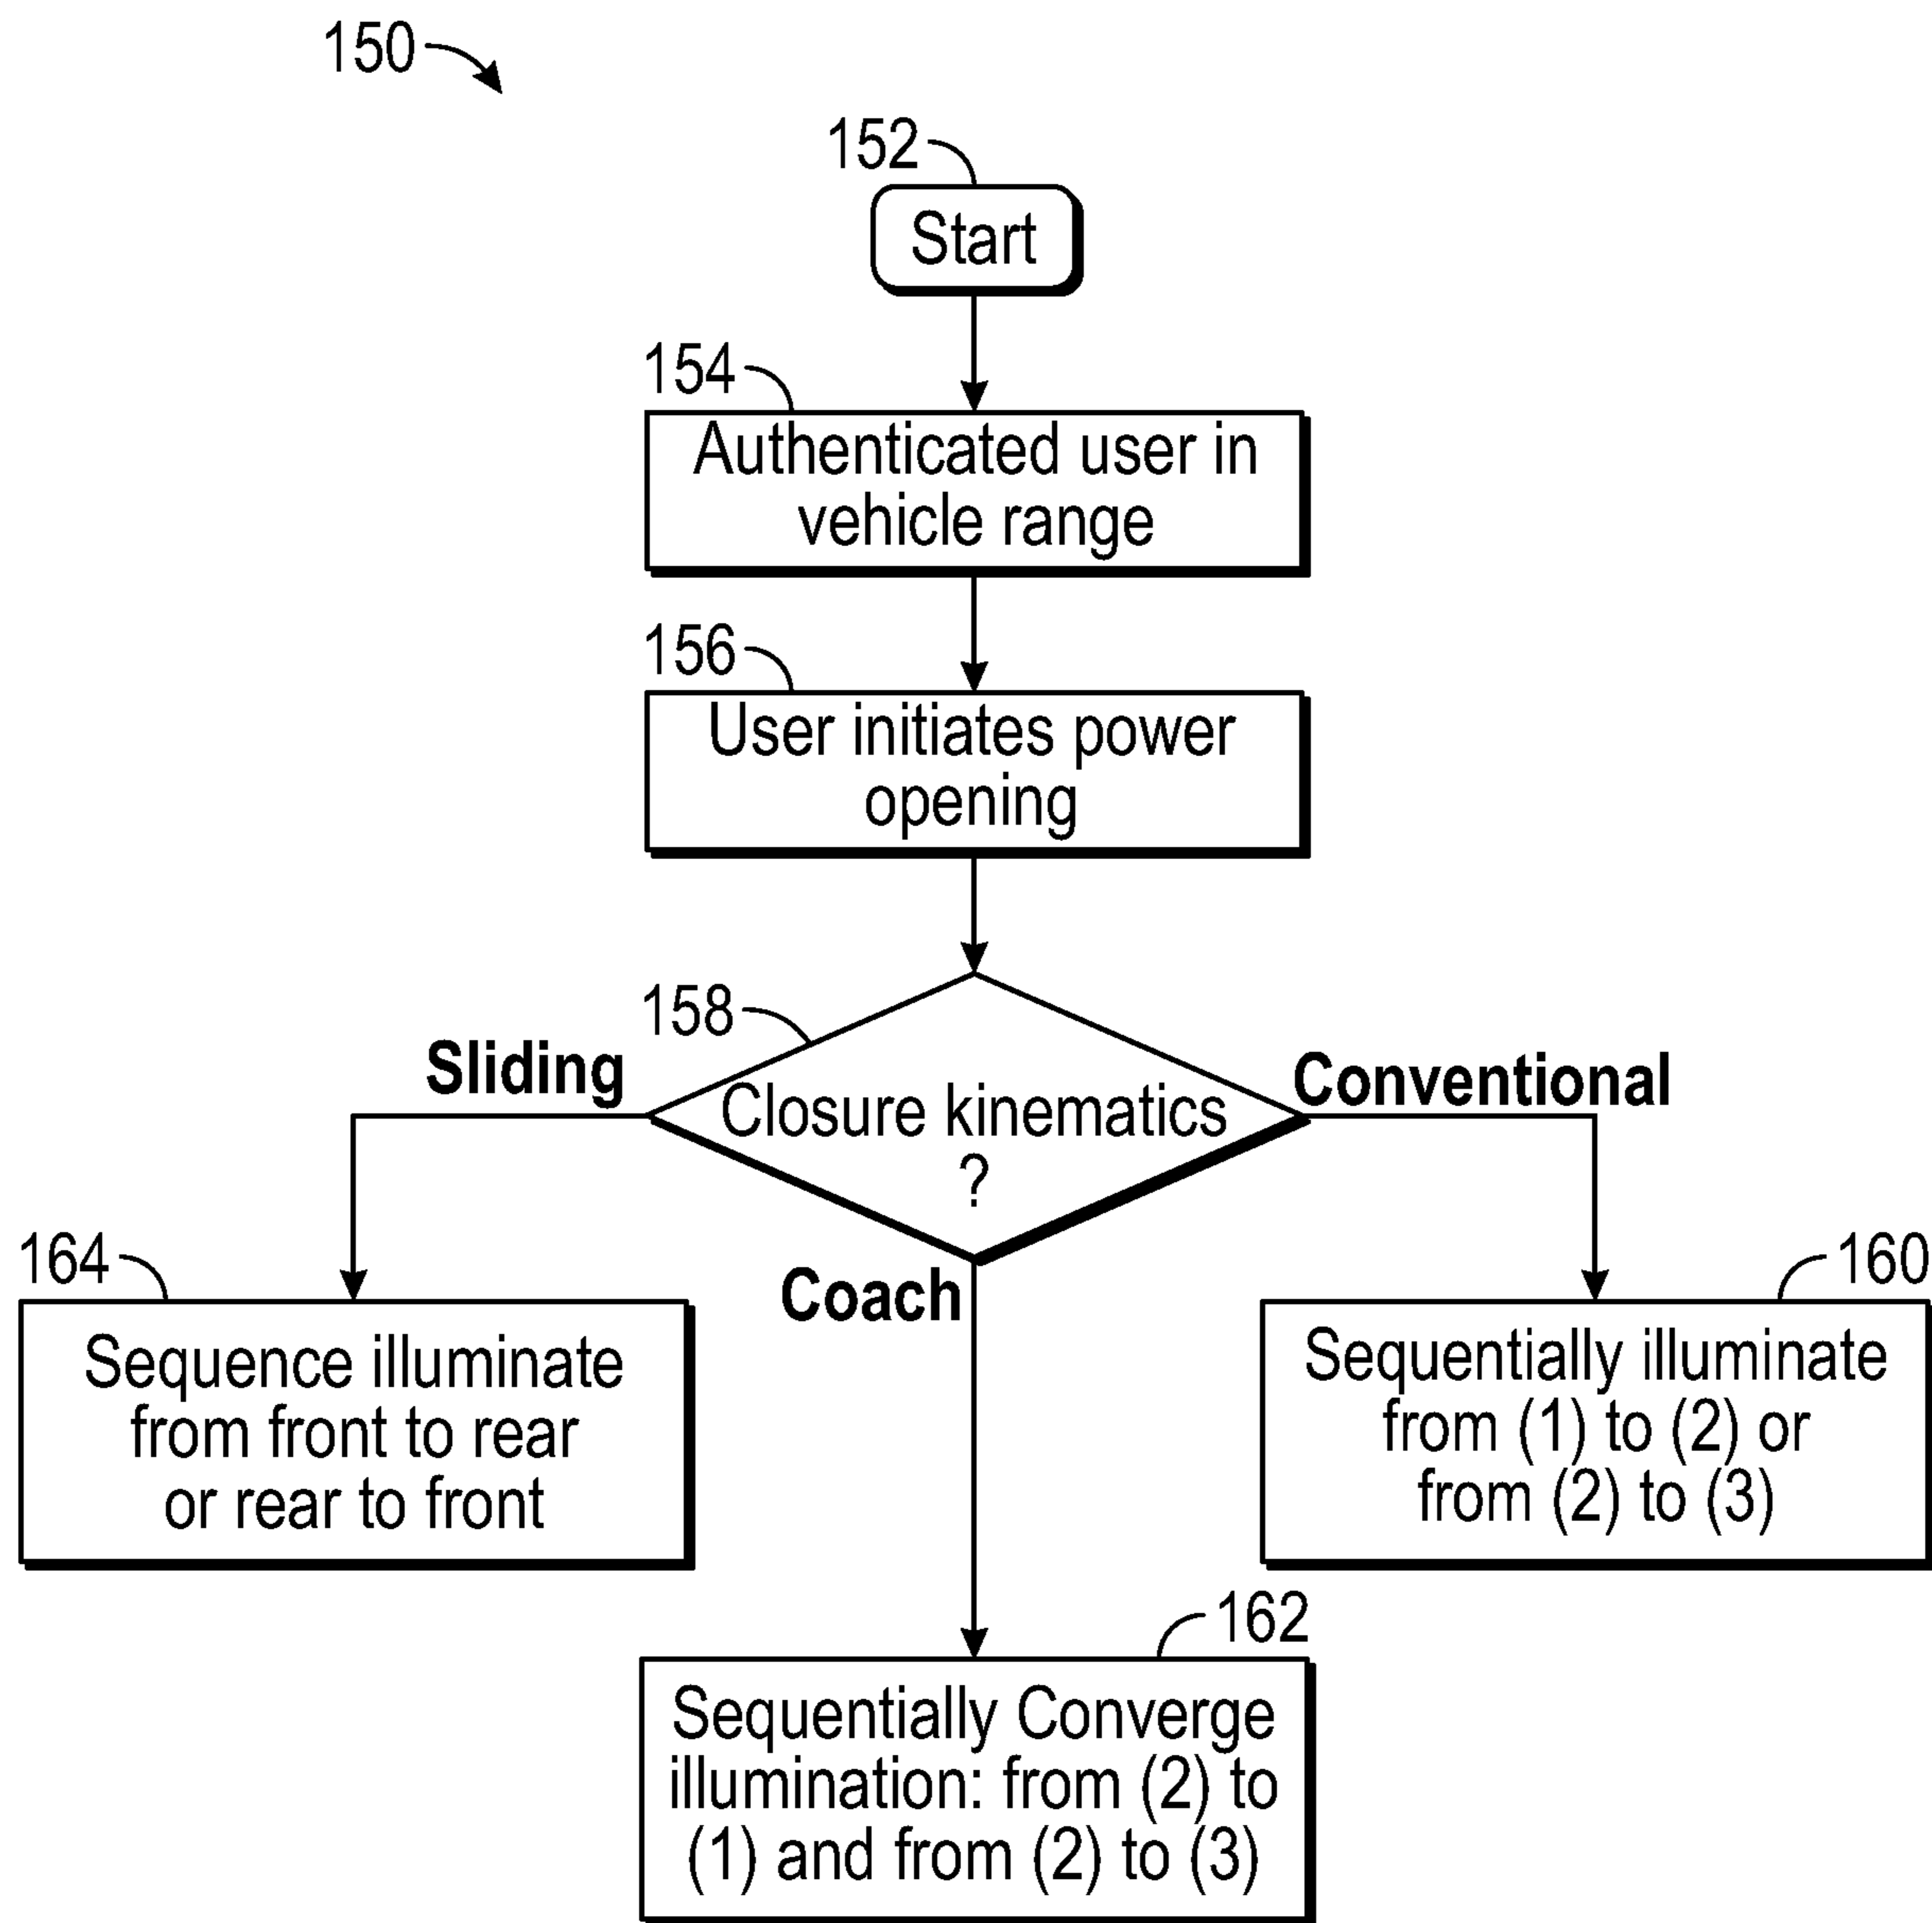 150
152
Start
154
Authenticated user in
vehicle range
156
User initiates power
opening
158
Sliding
Conventional
Closure kinematics
?
164
160
Coach
Sequence illuminate
from front to rear
or rear to front
Sequentially illuminate
from (1) to (2) or
from (2) to (3)
162
Sequentially Converge
illumination: from (2) to
(1) and from (2) to (3)